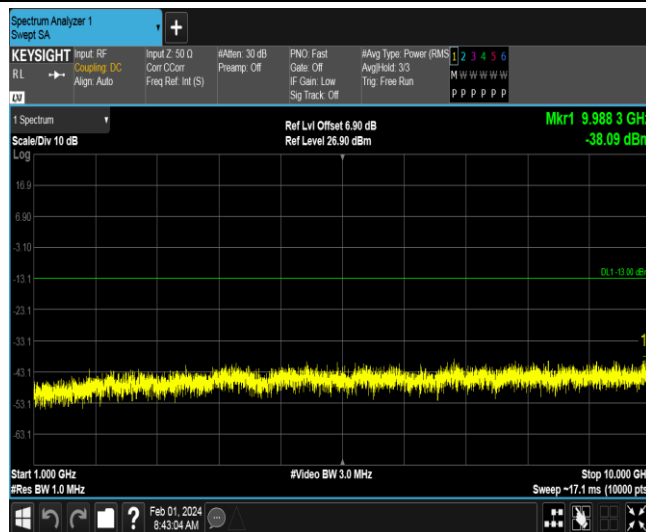 Spectrum Analyzer 1
Swept SA
+
KEYSIGHT
RL
LXI
Input: RF
Coupling: DC
Align: Auto
Input Z: 50 Ω
Corr CCorr
Freq Ref: Int (S)
#Atten: 30 dB
Preamp: Off
PNO: Fast
Gate: Off
IF Gain: Low
Sig Track: Off
#Avg Type: Power (RMS
Avg|Hold: 3/3
Trig: Free Run
1 2 3 4 5 6
M W W W W W
P P P P P P
1 Spectrum
Scale/Div 10 dB
Log
Ref Lvl Offset 6.90 dB
Ref Level 26.90 dBm
Mkr1 9.988 3 GH
-38.09 dBm
16.9
6.90
-3.10
-13.1
DL1 -13.00 dBm
-23.1
-33.1
1
-43.1
-53.1
-63.1
Start 1.000 GHz
#Res BW 1.0 MHz
#Video BW 3.0 MHz
Stop 10.000 GH
Sweep ~17.1 ms (10000 pts
?
Feb 01, 2024
8:43:04 AM